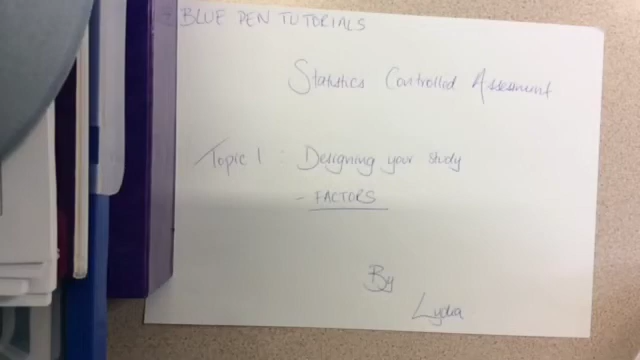 BLUE PEN TUTORIALS
Statistics Controlled Assessment
Topic 1 : Designing your study
- FACTORS
By
Lydia